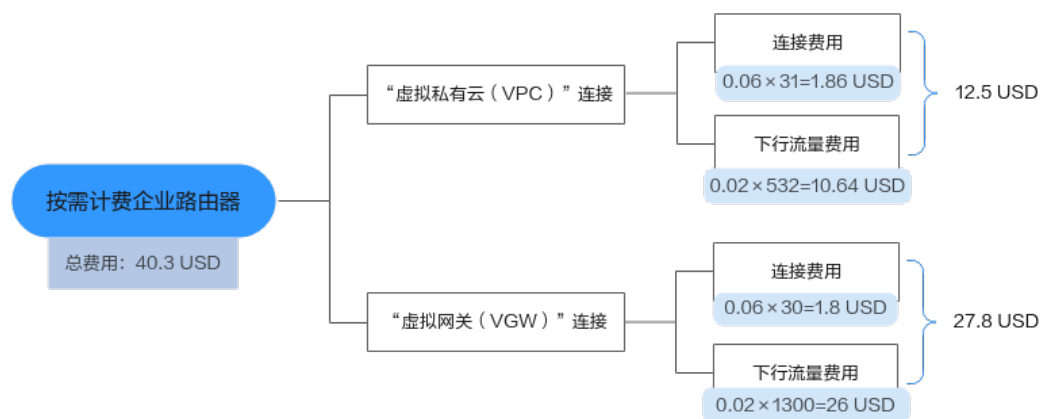 连接费用
0.06×31=1.86 USD
“虚拟私有云（VPC）”连接
12.5 USD
下行流量费用
0.02×532=10.64 USD
按需计费企业路由器
总费用：40.3 USD
连接费用
0.06×30=1.8 USD
“虚拟网关（VGW）”连接
27.8 USD
下行流量费用
0.02×1300=26 USD